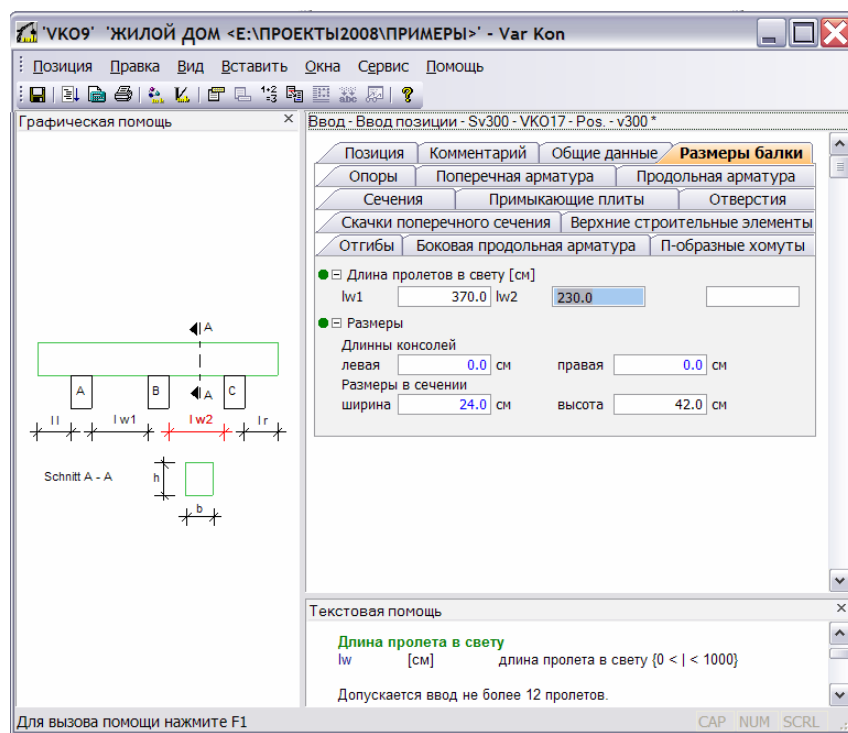 'VKO9' 'ЖИЛОЙ ДОМ <E:\ПРОЕКТЫ2008\ПРИМЕРЫ>' - Var Kon
Позиция Правка Вид Вставить Окна Сервис Помощь
Графическая помощь
Ввод - Ввод позиции - Sv300 - VKO17 - Pos. - v300 *
Позиция Комментарий Общие данные Размеры балки
Опоры Поперечная арматура Продольная арматура
Сечения Примыкающие плиты Отверстия
Скачки поперечного сечения Верхние строительные элементы
Отгибы Боковая продольная арматура П-образные хомуты
Длина пролетов в свету [см]
lw1 370.0 lw2 230.0
Размеры
Длинны консолей
левая 0.0 см правая 0.0 см
Размеры в сечении
ширина 24.0 см высота 42.0 см
A
A B A C
l l l w1 l w2 l r
Schnitt A - A h
b
Текстовая помощь
Длина пролета в свету
lw [см] длина пролета в свету {0 < | < 1000}
Допускается ввод не более 12 пролетов.
Для вызова помощи нажмите F1 CAP NUM SCRL